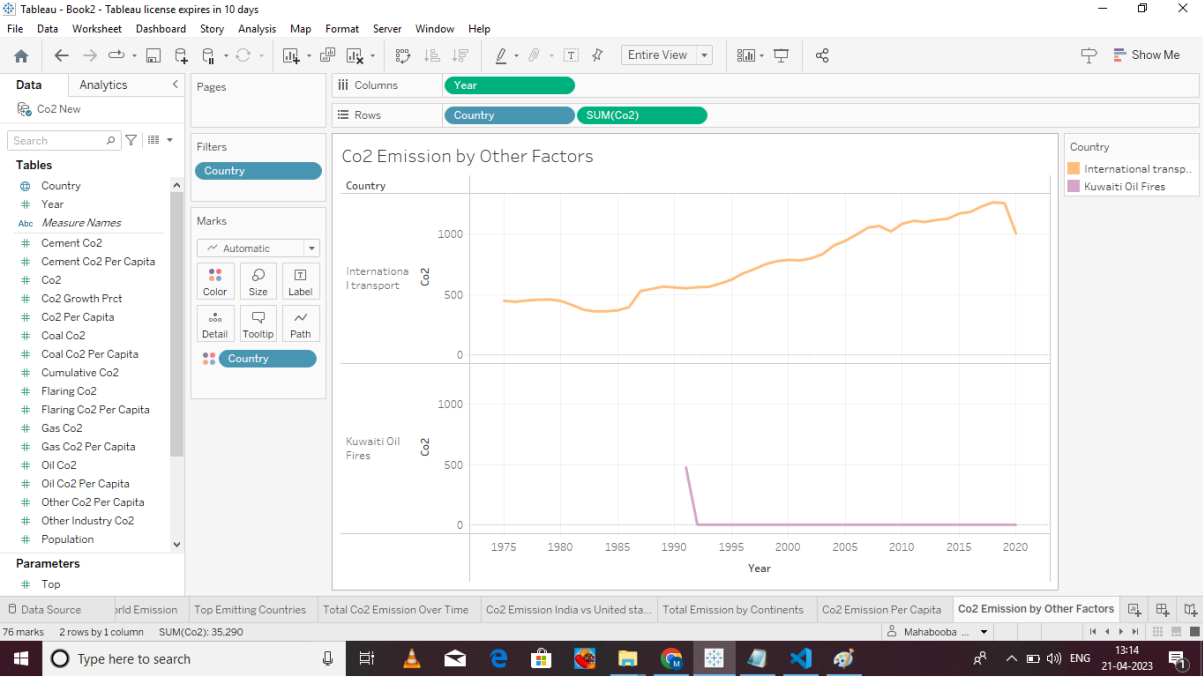 Tableau - Book2 - Tableau license expires in 10 days
File Data Worksheet Dashboard Story Analysis Map Format Server Window Help
Entire View
Show Me
Data Analytics
Co2 New
Search
Tables
Country
Year
Abc Measure Names
Cement Co2
Cement Co2 Per Capita
Co2
Co2 Growth Prct
Co2 Per Capita
Coal Co2
Coal Co2 Per Capita
Cumulative Co2
Flaring Co2
Flaring Co2 Per Capita
Gas Co2
Gas Co2 Per Capita
Oil Co2
Oil Co2 Per Capita
Other Co2 Per Capita
Other Industry Co2
Population
Parameters
Top
Pages
Filters
Country
Marks
Automatic
Color Size Label
Detail Tooltip Path
Country
Columns Year
Rows Country SUM(Co2)
Co2 Emission by Other Factors
Country
Internationa
l transport
Co2
1000
500
0
Kuwaiti Oil
Fires
Co2
1000
500
0
1975 1980 1985 1990 1995 2000 2005 2010 2015 2020
Year
Country
International transp..
Kuwaiti Oil Fires
Data Source orld Emission Top Emitting Countries Total Co2 Emission Over Time Co2 Emission India vs United sta... Total Emission by Continents Co2 Emission Per Capita Co2 Emission by Other Factors
76 marks 2 rows by 1 column SUM(Co2): 35,290 Mahabooba ...
Type here to search
M
ENG
13:14
21-04-2023
1